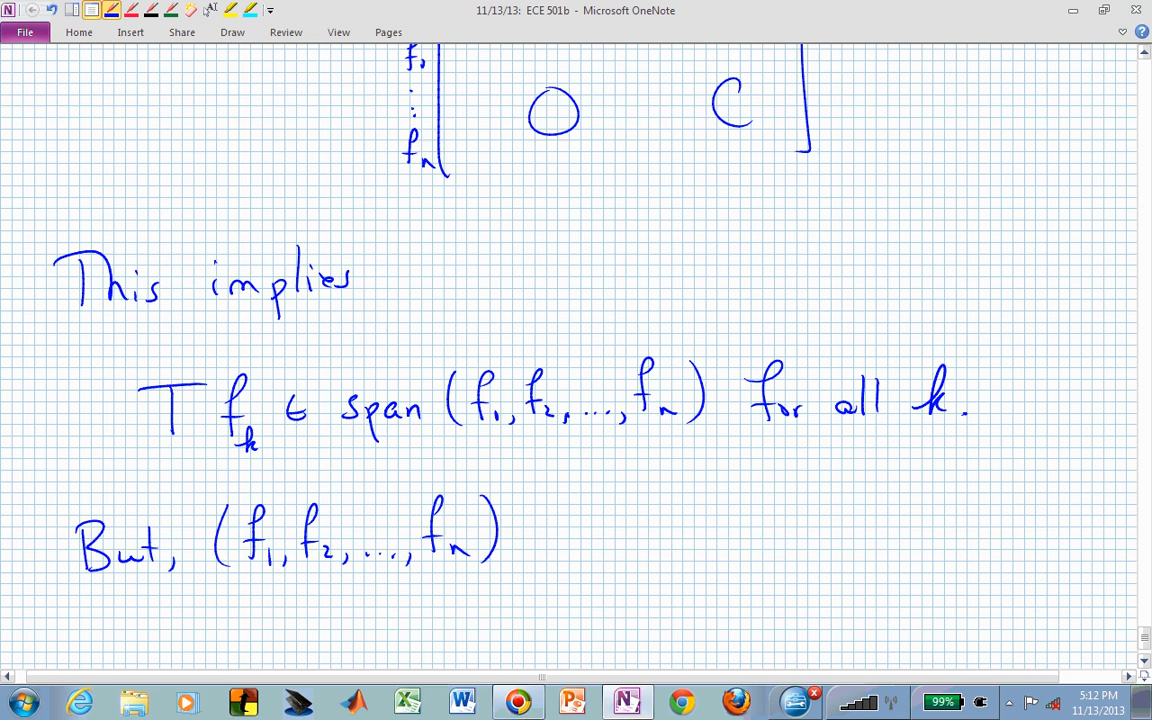 11/13/13: ECE 501b - Microsoft OneNote
File Home Insert Share Draw Review View Pages
f₁
⋮
fₙ
O C
This implies
T fₖ ∈ span (f₁, f₂, ..., fₙ) for all k.
But, (f₁, f₂, ..., fₙ)
99%
5:12 PM
11/13/2013